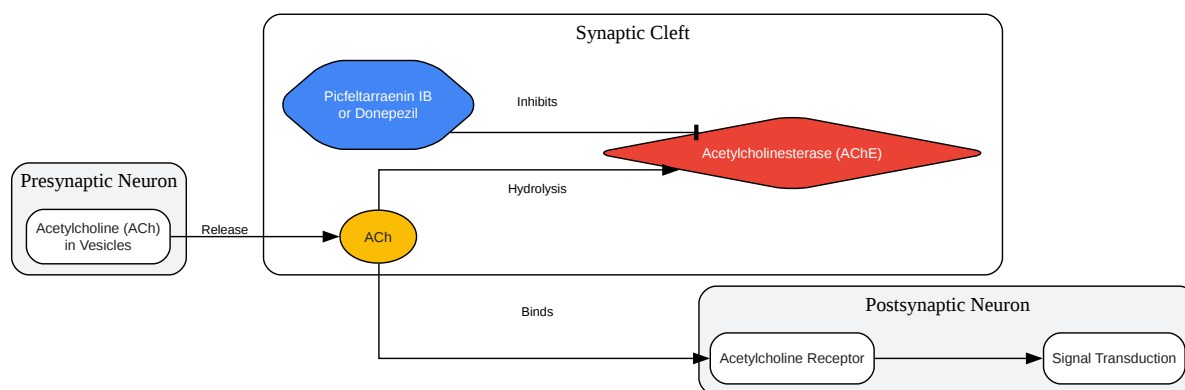 Synaptic Cleft
Picfeltarraenin IB
or Donepezil
Inhibits
Acetylcholinesterase (AChE)
Presynaptic Neuron
Hydrolysis
Acetylcholine (ACh)
in Vesicles
Release
ACh
Postsynaptic Neuron
Binds
Acetylcholine Receptor
Signal Transduction